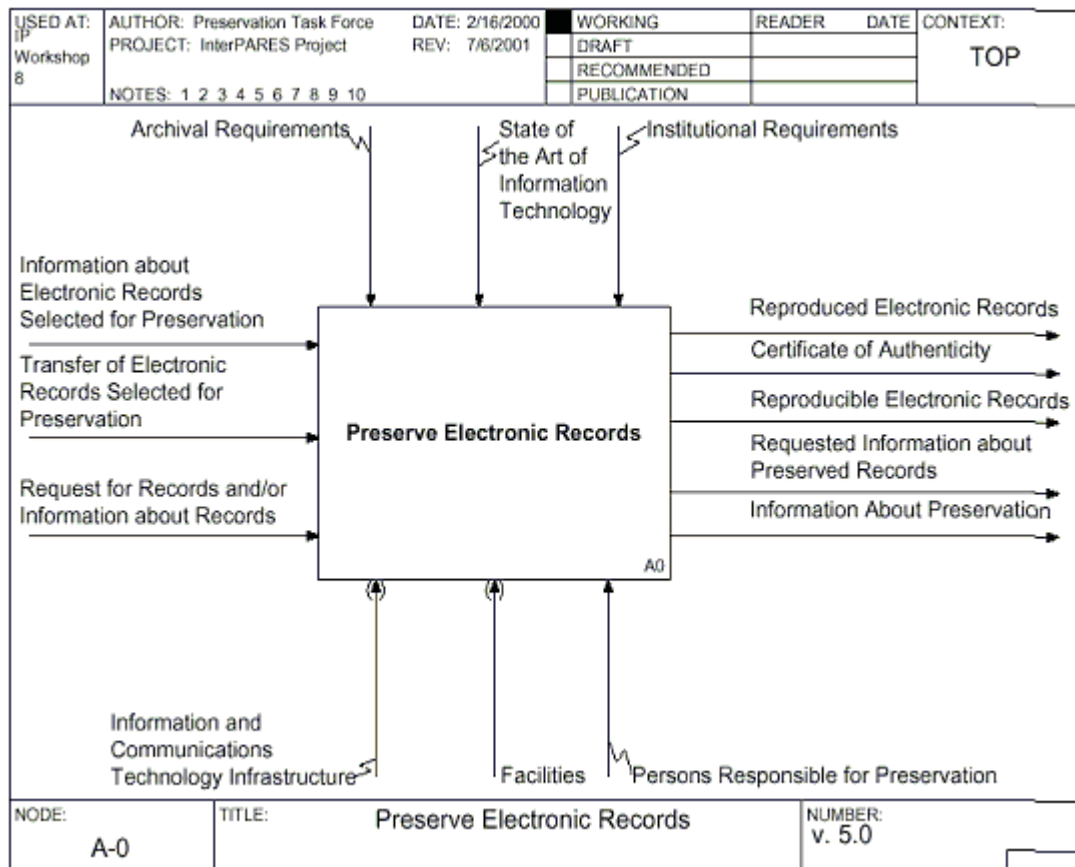 USED AT:
IP
Workshop
8
AUTHOR: Preservation Task Force
DATE: 2/16/2000
PROJECT: InterPARES Project
REV: 7/6/2001
NOTES: 1 2 3 4 5 6 7 8 9 10
WORKING
DRAFT
RECOMMENDED
PUBLICATION
READER DATE
CONTEXT:
TOP
Archival Requirements
State of
the Art of
Information
Technology
Institutional Requirements
Information about
Electronic Records
Selected for Preservation
Transfer of Electronic
Records Selected for
Preservation
Request for Records and/or
Information about Records
Preserve Electronic Records
A0
Reproduced Electronic Records
Certificate of Authenticity
Reproducible Electronic Records
Requested Information about
Preserved Records
Information About Preservation
Information and
Communications
Technology Infrastructure
Facilities
Persons Responsible for Preservation
NODE:
A-0
TITLE:
Preserve Electronic Records
NUMBER:
v. 5.0